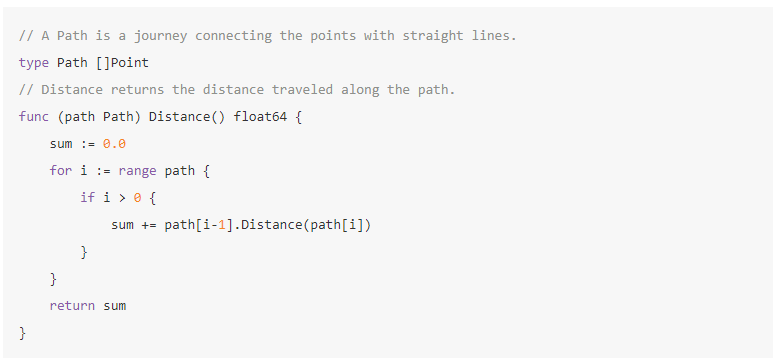 // A Path is a journey connecting the points with straight lines.
type Path []Point
// Distance returns the distance traveled along the path.
func (path Path) Distance() float64 {
    sum := 0.0
    for i := range path {
        if i > 0 {
            sum += path[i-1].Distance(path[i])
        }
    }
    return sum
}